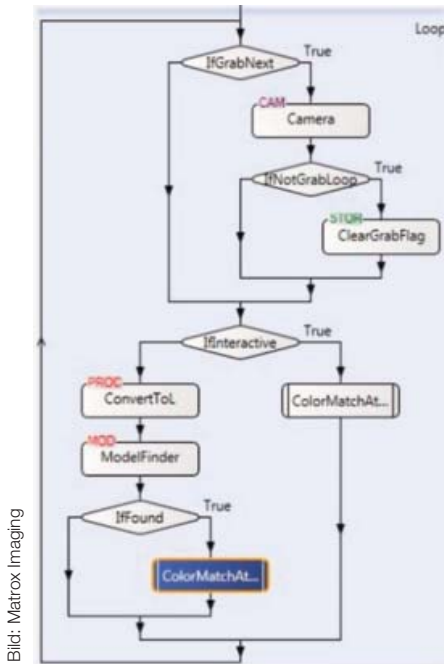 Loop
IfGrabNext
True
CAM
Camera
IfNotGrabLoop
True
STOR
ClearGrabFlag
IfInteractive
True
PROC
ConvertToL
ColorMatchAt...
MOD
ModelFinder
IfFound
True
ColorMatchAt...
Bild: Matrox Imaging